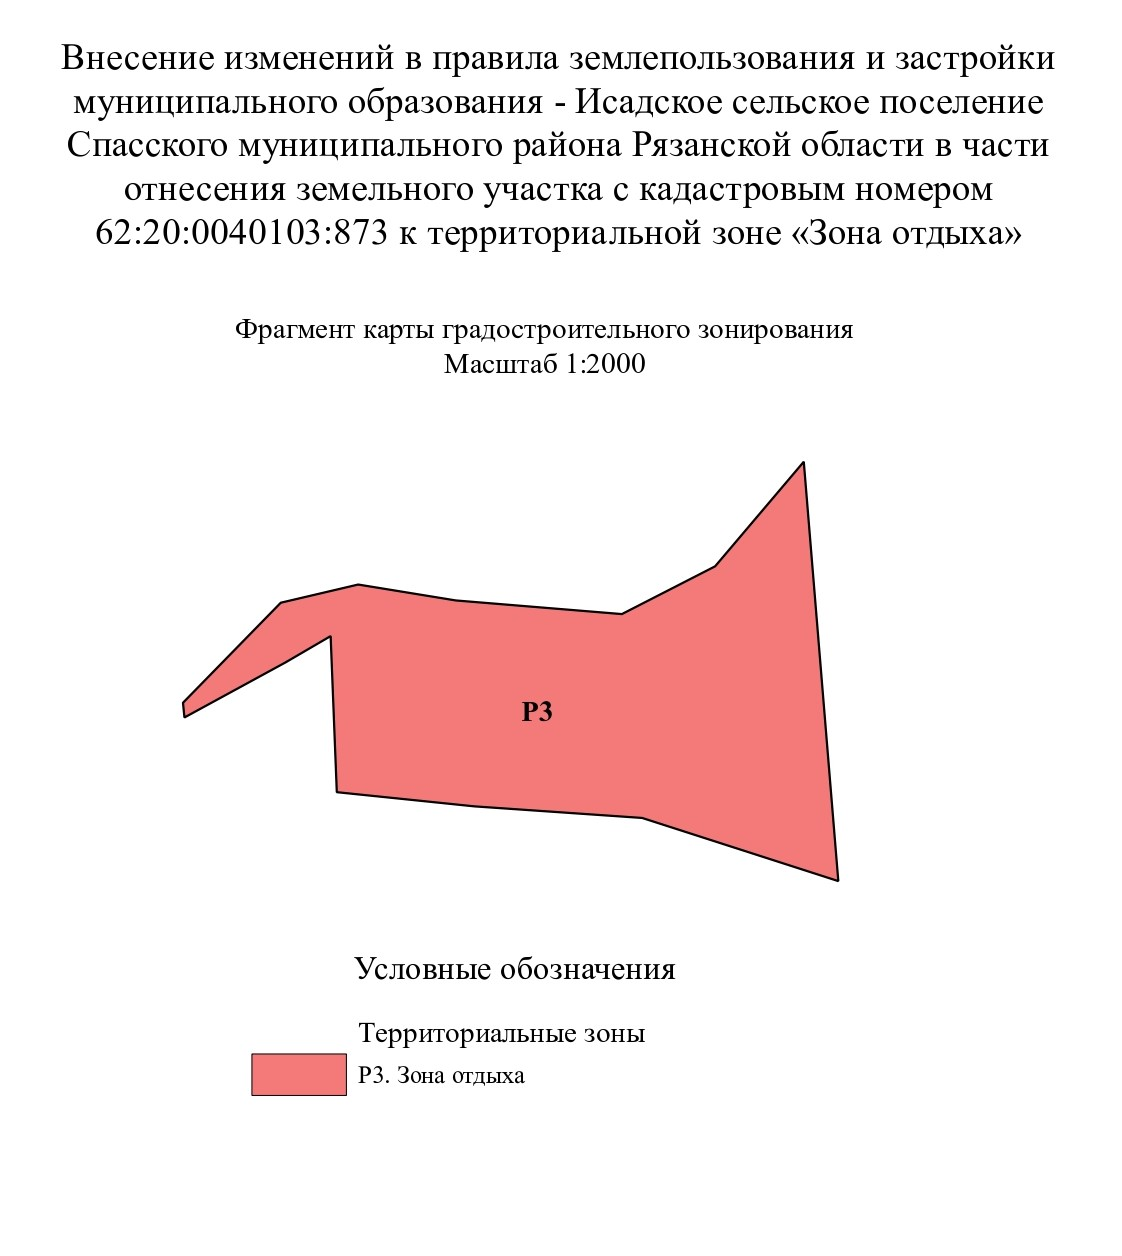 Внесение изменений в правила землепользования и застройки
муниципального образования - Исадское сельское поселение
Спасского муниципального района Рязанской области в части
отнесения земельного участка с кадастровым номером
62:20:0040103:873 к территориальной зоне «Зона отдыха»
Фрагмент карты градостроительного зонирования
Масштаб 1:2000
Р3
Условные обозначения
Территориальные зоны
Р3. Зона отдыха